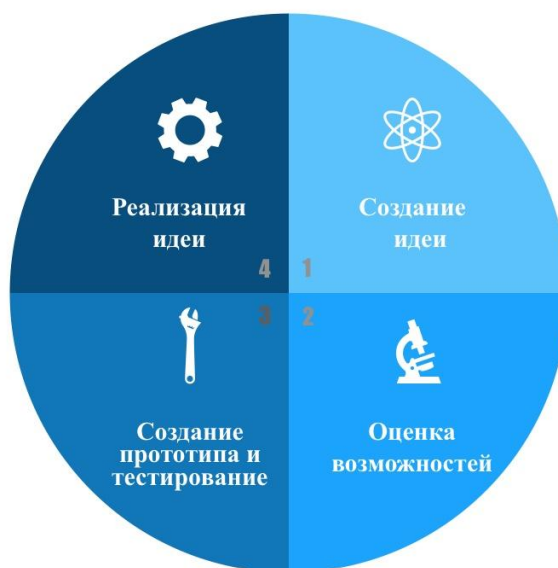 Реализация
идеи
4
Создание
идеи
1
Создание
прототипа и
тестирование
3
Оценка
возможностей
2